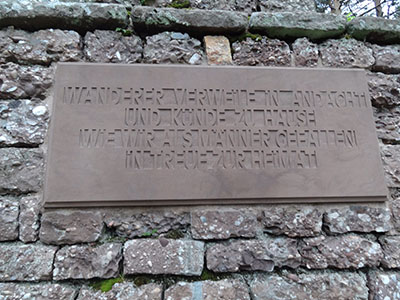 WANDERER VERWEILE IN ANDACHT
UND KÜNDE ZU HAUSE
WIE WIR ALS MÄNNER GEFALLEN
IN TREUE ZUR HEIMAT